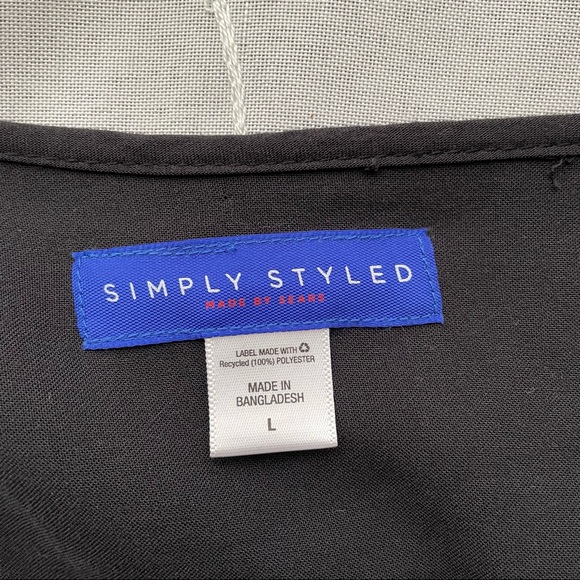 SIMPLY STYLED
MADE BY SEARS
LABEL MADE WITH
Recycled (100%) POLYESTER
MADE IN
BANGLADESH
L